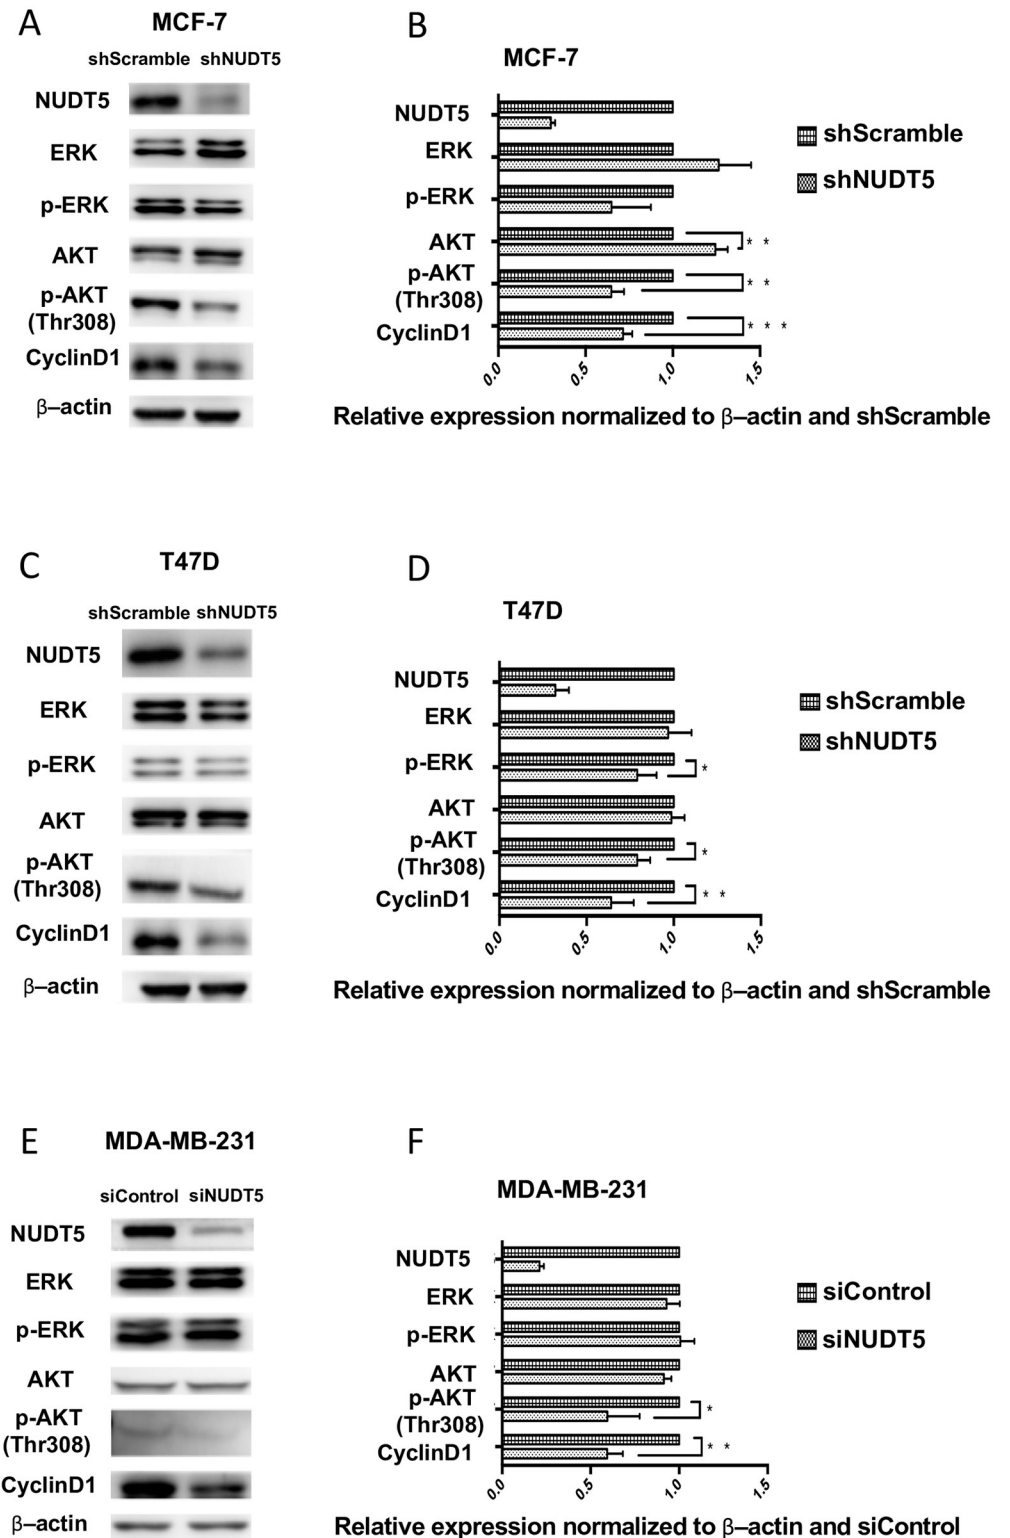 A
MCF-7
shScramble shNUDT5
NUDT5
ERK
p-ERK
AKT
p-AKT
(Thr308)
CyclinD1
β–actin
B
MCF-7
NUDT5
ERK
p-ERK
AKT
* *
p-AKT
(Thr308)
* *
CyclinD1
* * *
0.0 0.5 1.0 1.5
Relative expression normalized to β–actin and shScramble
shScramble
shNUDT5
C
T47D
shScramble shNUDT5
NUDT5
ERK
p-ERK
AKT
p-AKT
(Thr308)
CyclinD1
β–actin
D
T47D
NUDT5
ERK
p-ERK
*
AKT
p-AKT
(Thr308)
*
CyclinD1
* *
0.0 0.5 1.0 1.5
Relative expression normalized to β–actin and shScramble
shScramble
shNUDT5
E
MDA-MB-231
siControl siNUDT5
NUDT5
ERK
p-ERK
AKT
p-AKT
(Thr308)
CyclinD1
β–actin
F
MDA-MB-231
NUDT5
ERK
p-ERK
AKT
p-AKT
(Thr308)
*
CyclinD1
* *
0.0 0.5 1.0 1.5
Relative expression normalized to β–actin and siControl
siControl
siNUDT5